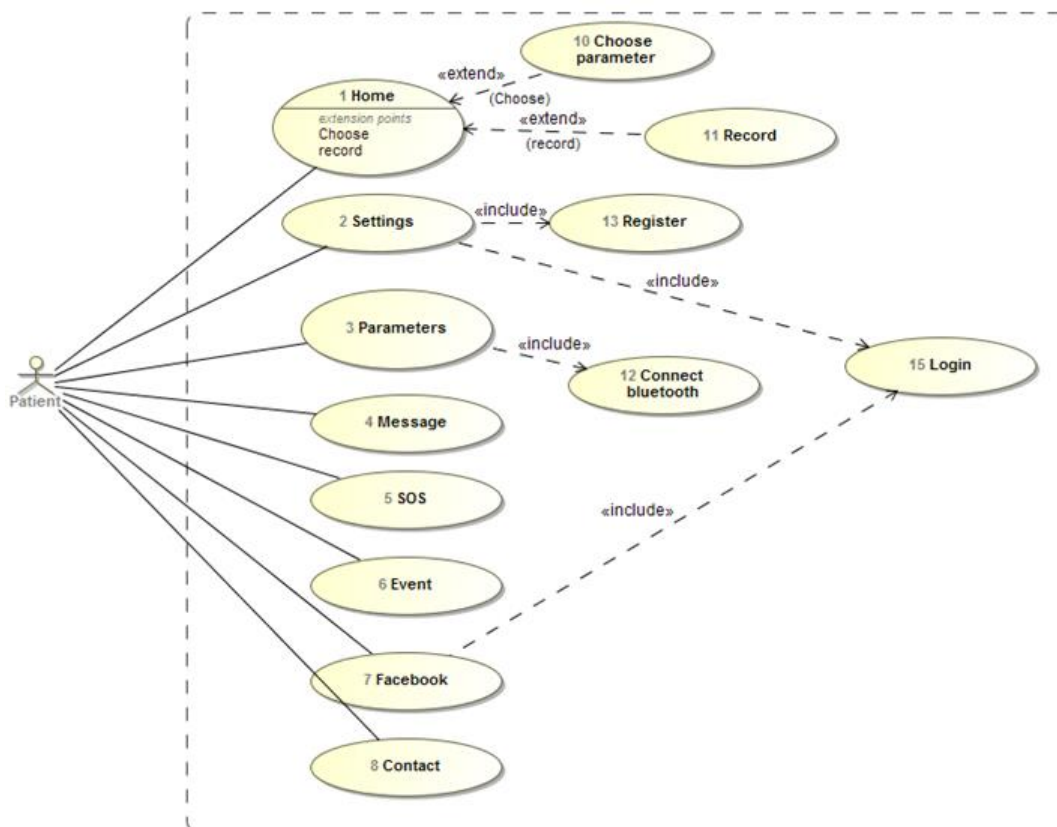 10 Choose
parameter
«extend»
(Choose)
1 Home
extension points
Choose
record
«extend»
(record)
11 Record
2 Settings
«include»
13 Register
«include»
3 Parameters
«include»
12 Connect
bluetooth
15 Login
Patient
4 Message
5 SOS
«include»
6 Event
7 Facebook
8 Contact